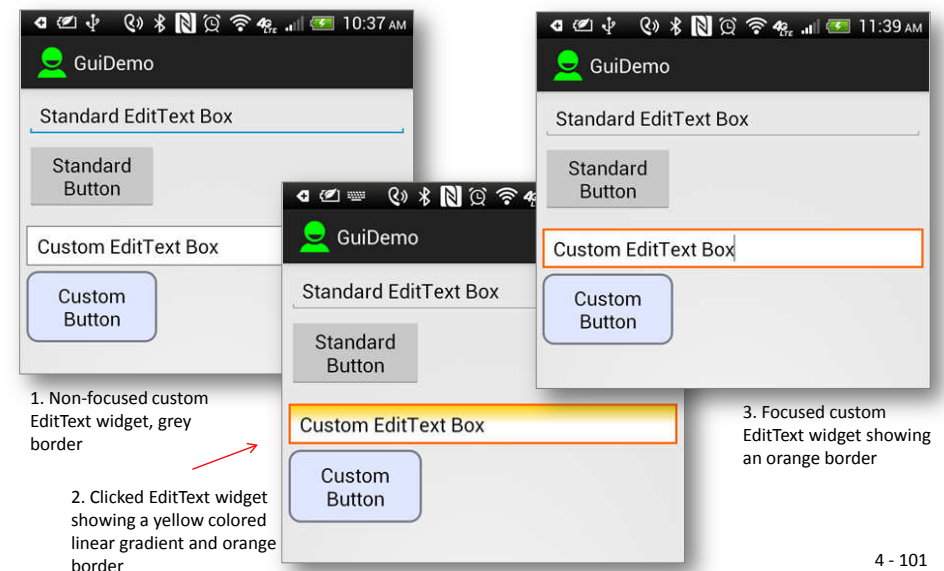 10:37 AM
GuiDemo
Standard EditText Box
Standard
Button
Custom EditText Box
Custom
Button
1. Non-focused custom
EditText widget, grey
border
GuiDemo
Standard EditText Box
Standard
Button
Custom EditText Box
Custom
Button
2. Clicked EditText widget
showing a yellow colored
linear gradient and orange
border
4G LTE 11:39 AM
GuiDemo
Standard EditText Box
Standard
Button
Custom EditText Box
Custom
Button
3. Focused custom
EditText widget showing
an orange border
4 - 101